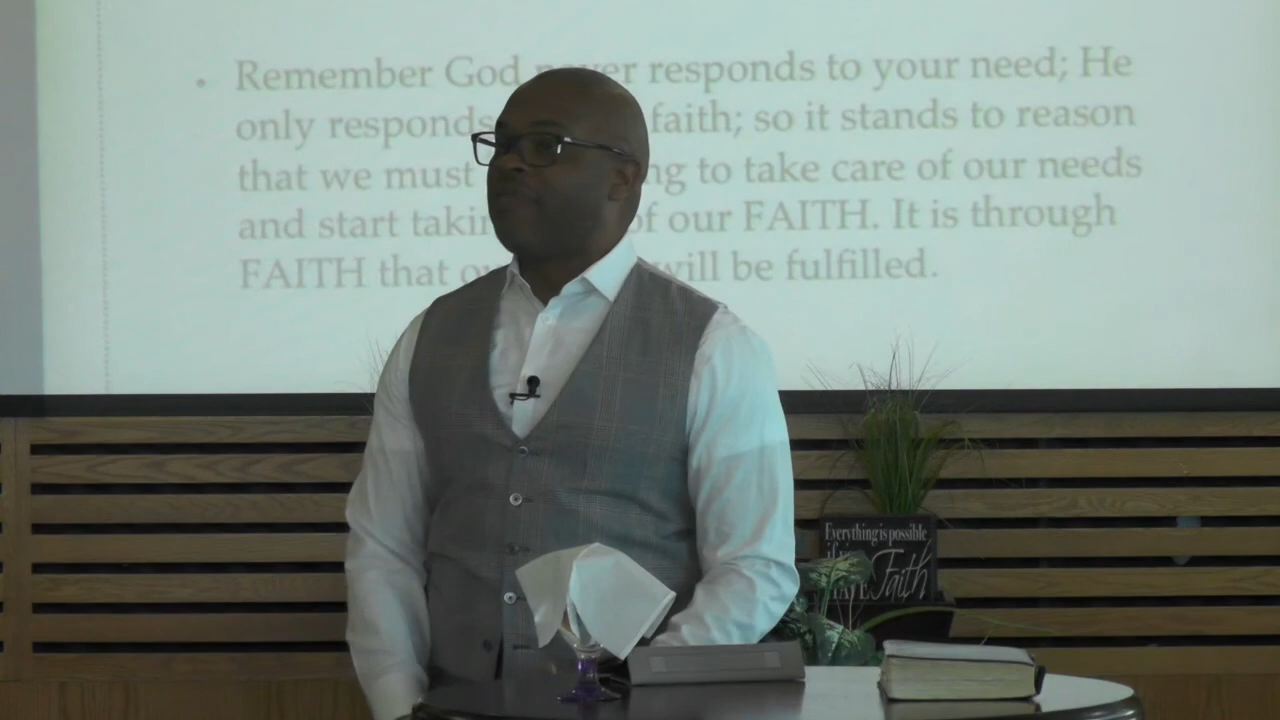 • Remember God never responds to your need; He
only responds faith; so it stands to reason
that we must to take care of our needs
and start of our FAITH. It is through
FAITH that will be fulfilled.
Everything is possible
if
HAVE Faith